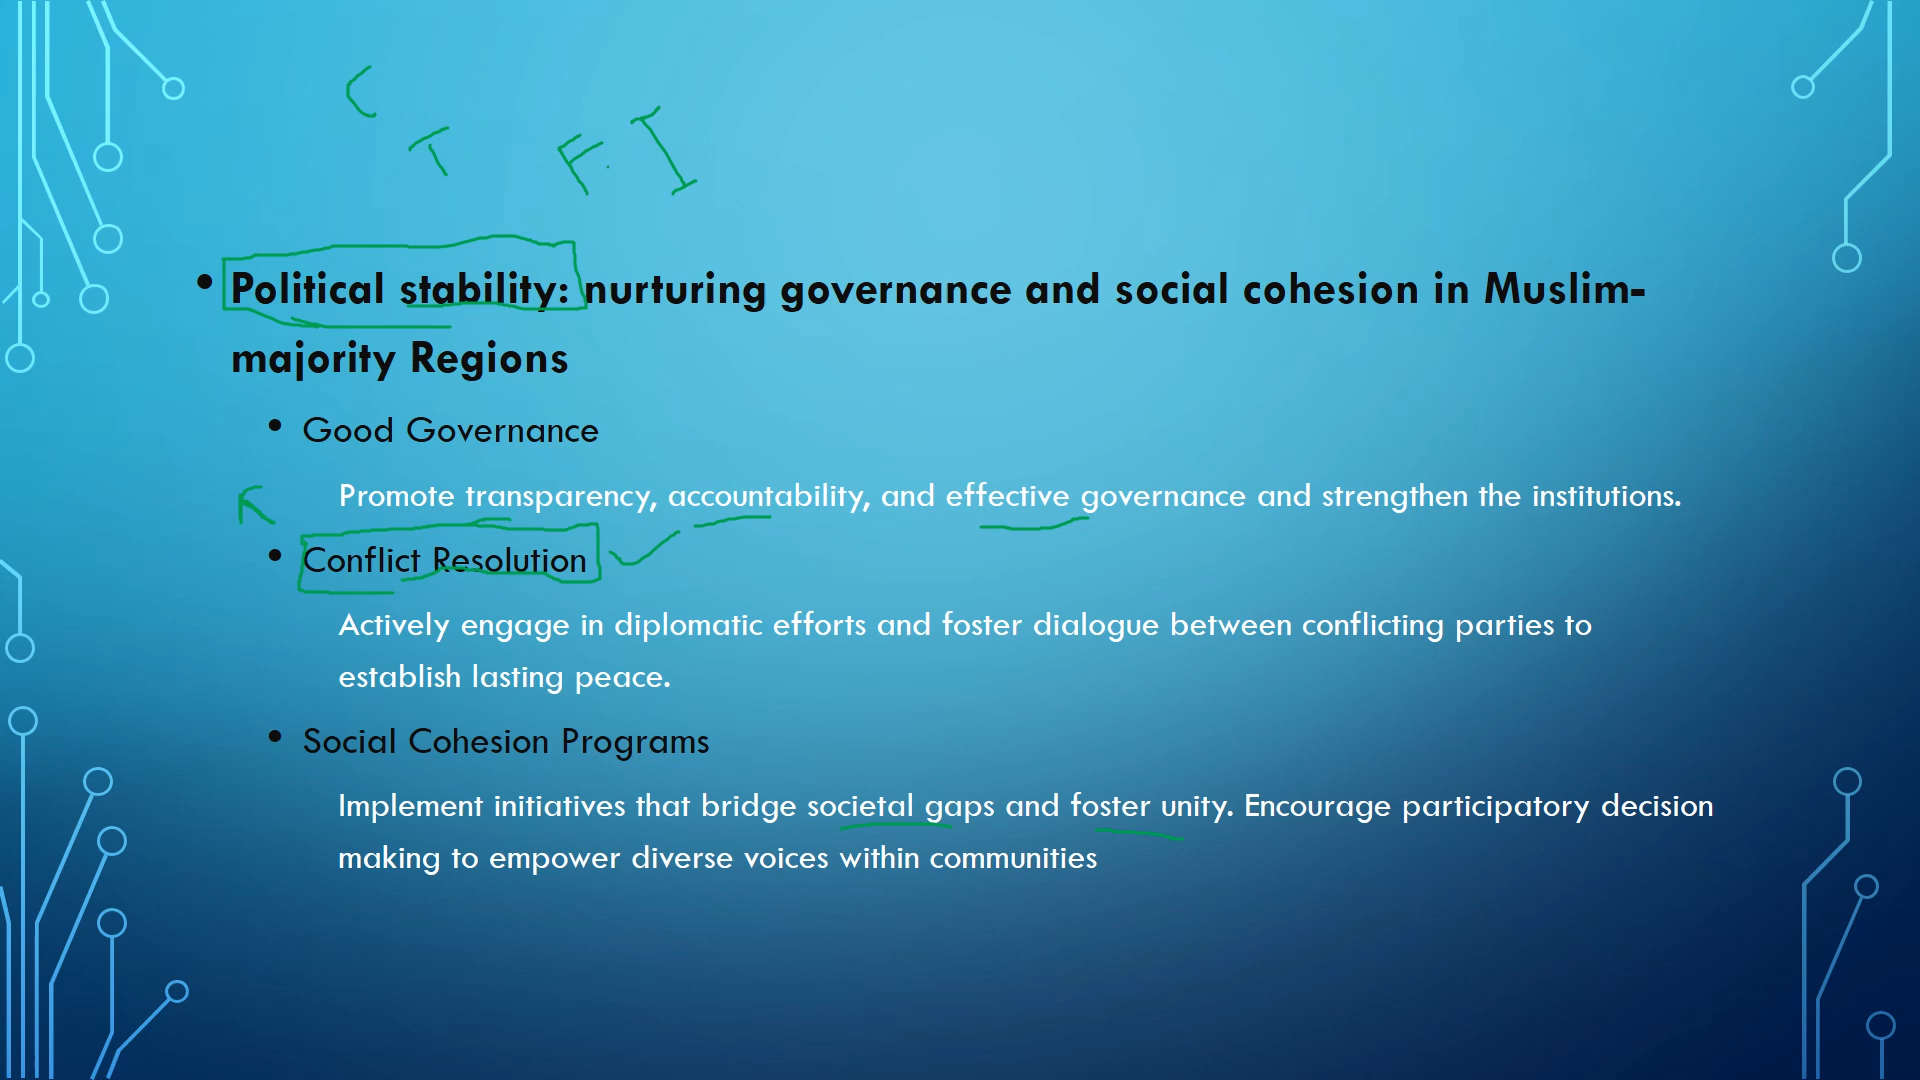 C
T F. I
• Political stability: nurturing governance and social cohesion in Muslim-
majority Regions
• Good Governance
Promote transparency, accountability, and effective governance and strengthen the institutions.
K
• Conflict Resolution
Actively engage in diplomatic efforts and foster dialogue between conflicting parties to
establish lasting peace.
• Social Cohesion Programs
Implement initiatives that bridge societal gaps and foster unity. Encourage participatory decision
making to empower diverse voices within communities